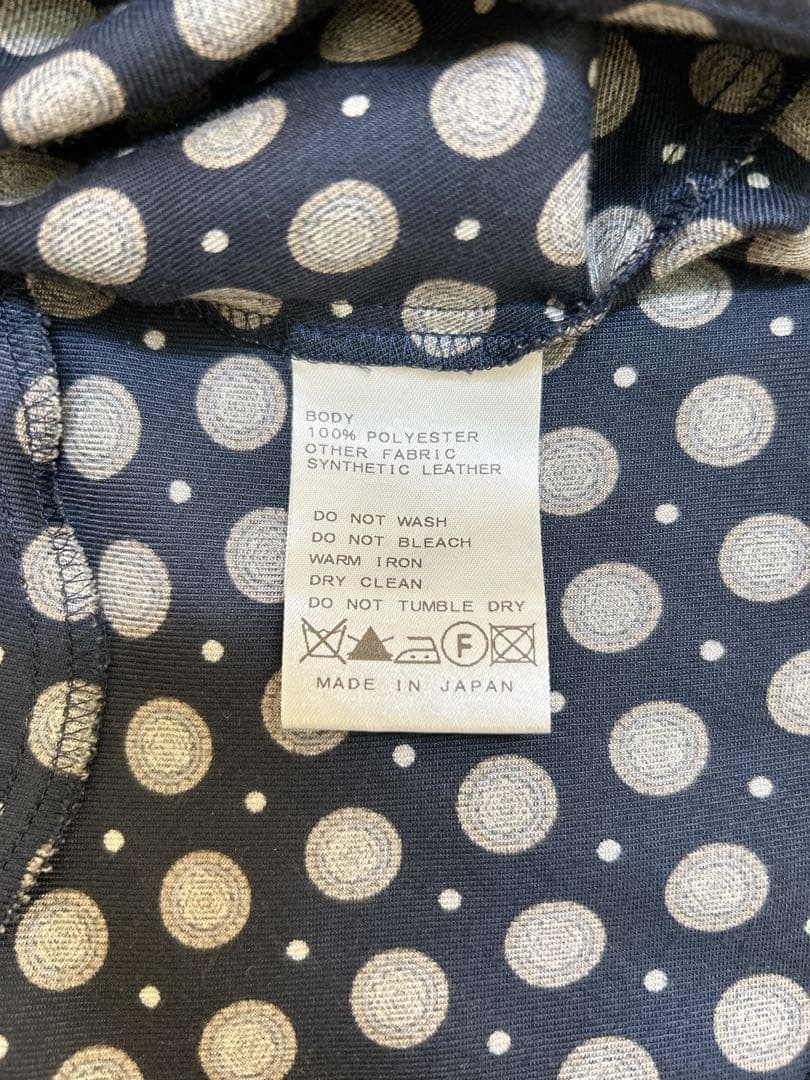 BODY
100% POLYESTER
OTHER FABRIC
SYNTHETIC LEATHER
DO NOT WASH
DO NOT BLEACH
WARM IRON
DRY CLEAN
DO NOT TUMBLE DRY
F
MADE IN JAPAN